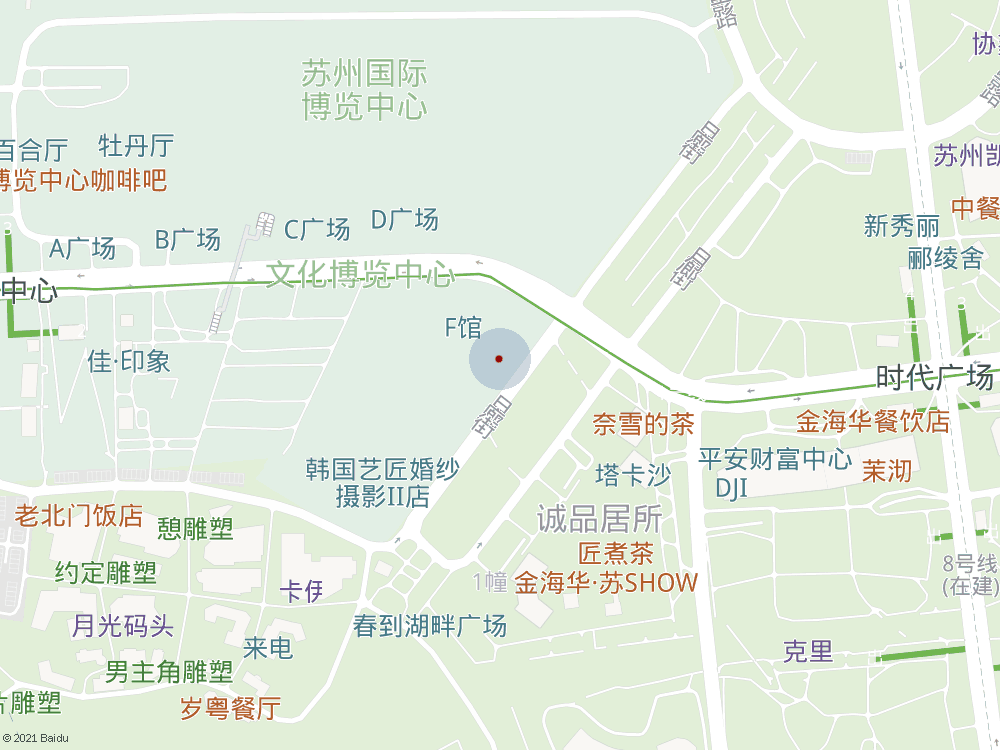 协
苏州国际
博览中心
百合厅
牡丹厅
博览中心咖啡吧
苏州凯
中餐
A广场
B广场
C广场
D广场
新秀丽
郦绫舍
文化博览中心
中心
F馆
佳·印象
时代广场
奈雪的茶
金海华餐饮店
韩国艺匠婚纱
摄影II店
塔卡沙
平安财富中心
DJI
茉沏
老北门饭店
憩雕塑
诚品居所
匠煮茶
金海华·苏SHOW
1幢
约定雕塑
卡伊
8号线
(在建)
月光码头
春到湖畔广场
来电
男主角雕塑
克里
片雕塑
岁粤餐厅
© 2021 Baidu